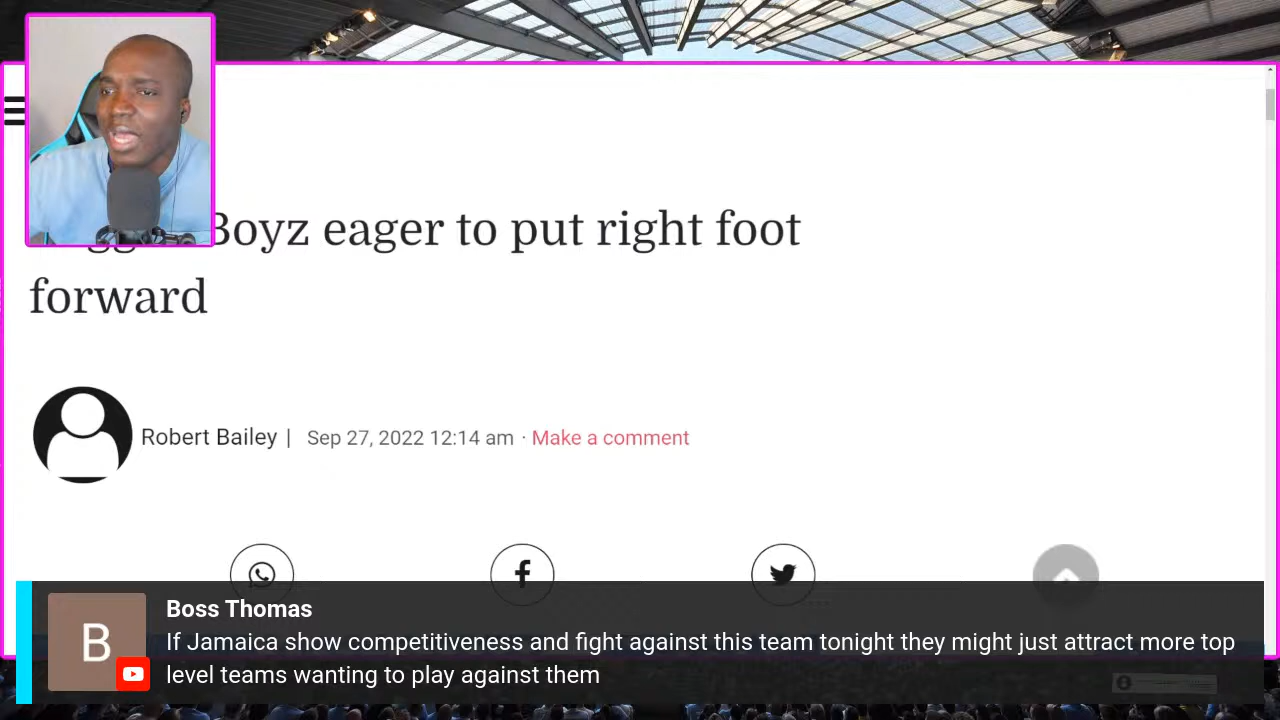 Boyz eager to put right foot
forward
Robert Bailey | Sep 27, 2022 12:14 am · Make a comment
B
Boss Thomas
If Jamaica show competitiveness and fight against this team tonight they might just attract more top
level teams wanting to play against them